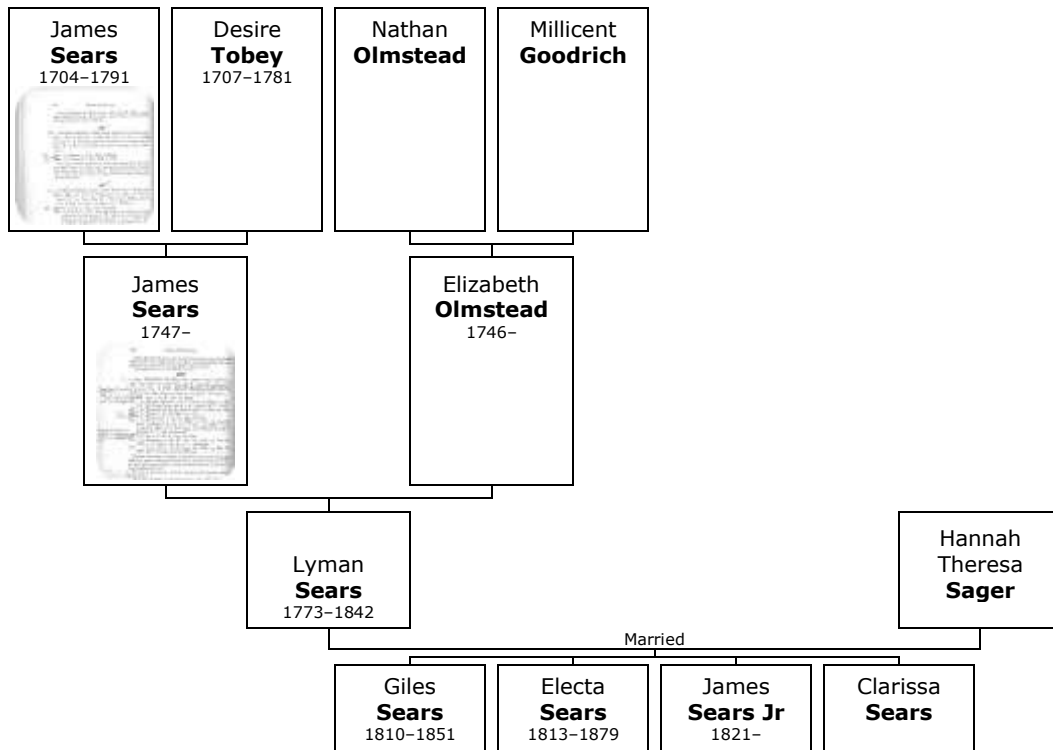 James
Sears
1704–1791
Desire
Tobey
1707–1781
Nathan
Olmstead
Millicent
Goodrich
James
Sears
1747–
Elizabeth
Olmstead
1746–
Lyman
Sears
1773–1842
Hannah
Theresa
Sager
Married
Giles
Sears
1810–1851
Electa
Sears
1813–1879
James
Sears Jr
1821–
Clarissa
Sears